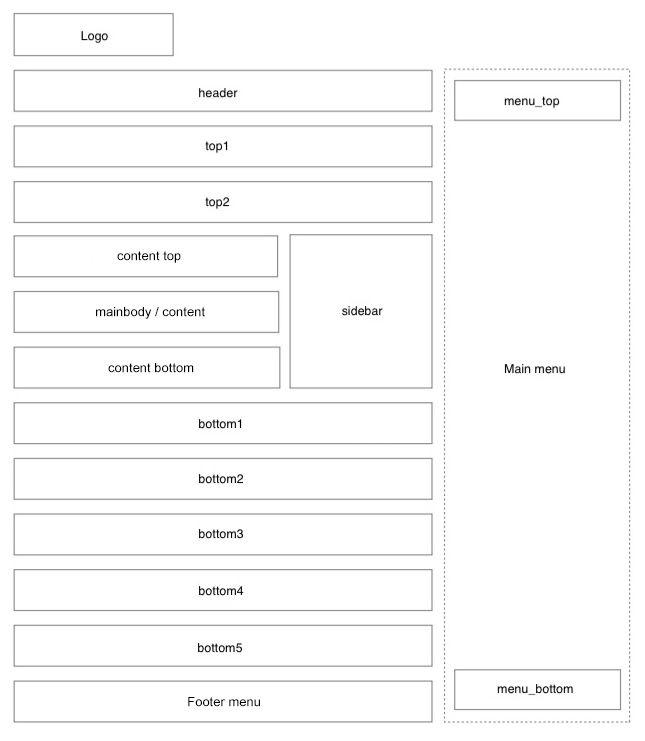 Logo
header
menu_top
top1
top2
content top
mainbody / content
sidebar
content bottom
Main menu
bottom1
bottom2
bottom3
bottom4
bottom5
menu_bottom
Footer menu